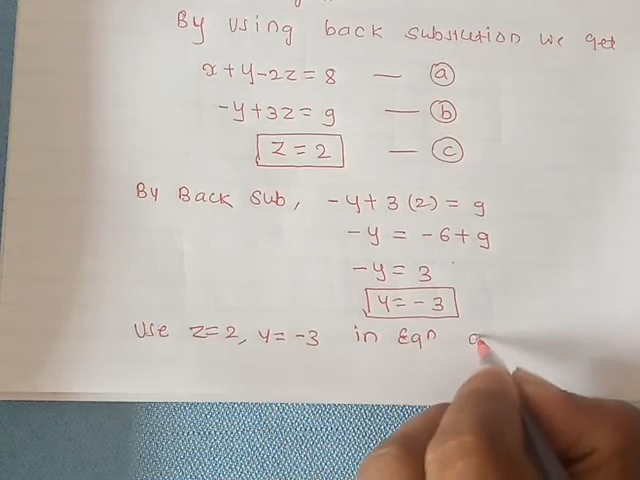 By using back substution we get
x+y-2z=8 — (a)
-y+3z=9 — (b)
z=2 — (c)
By Back Sub, -y+3(2)=9
-y = -6+9
-y=3
y=-3
Use z=2, y=-3 in Eqn